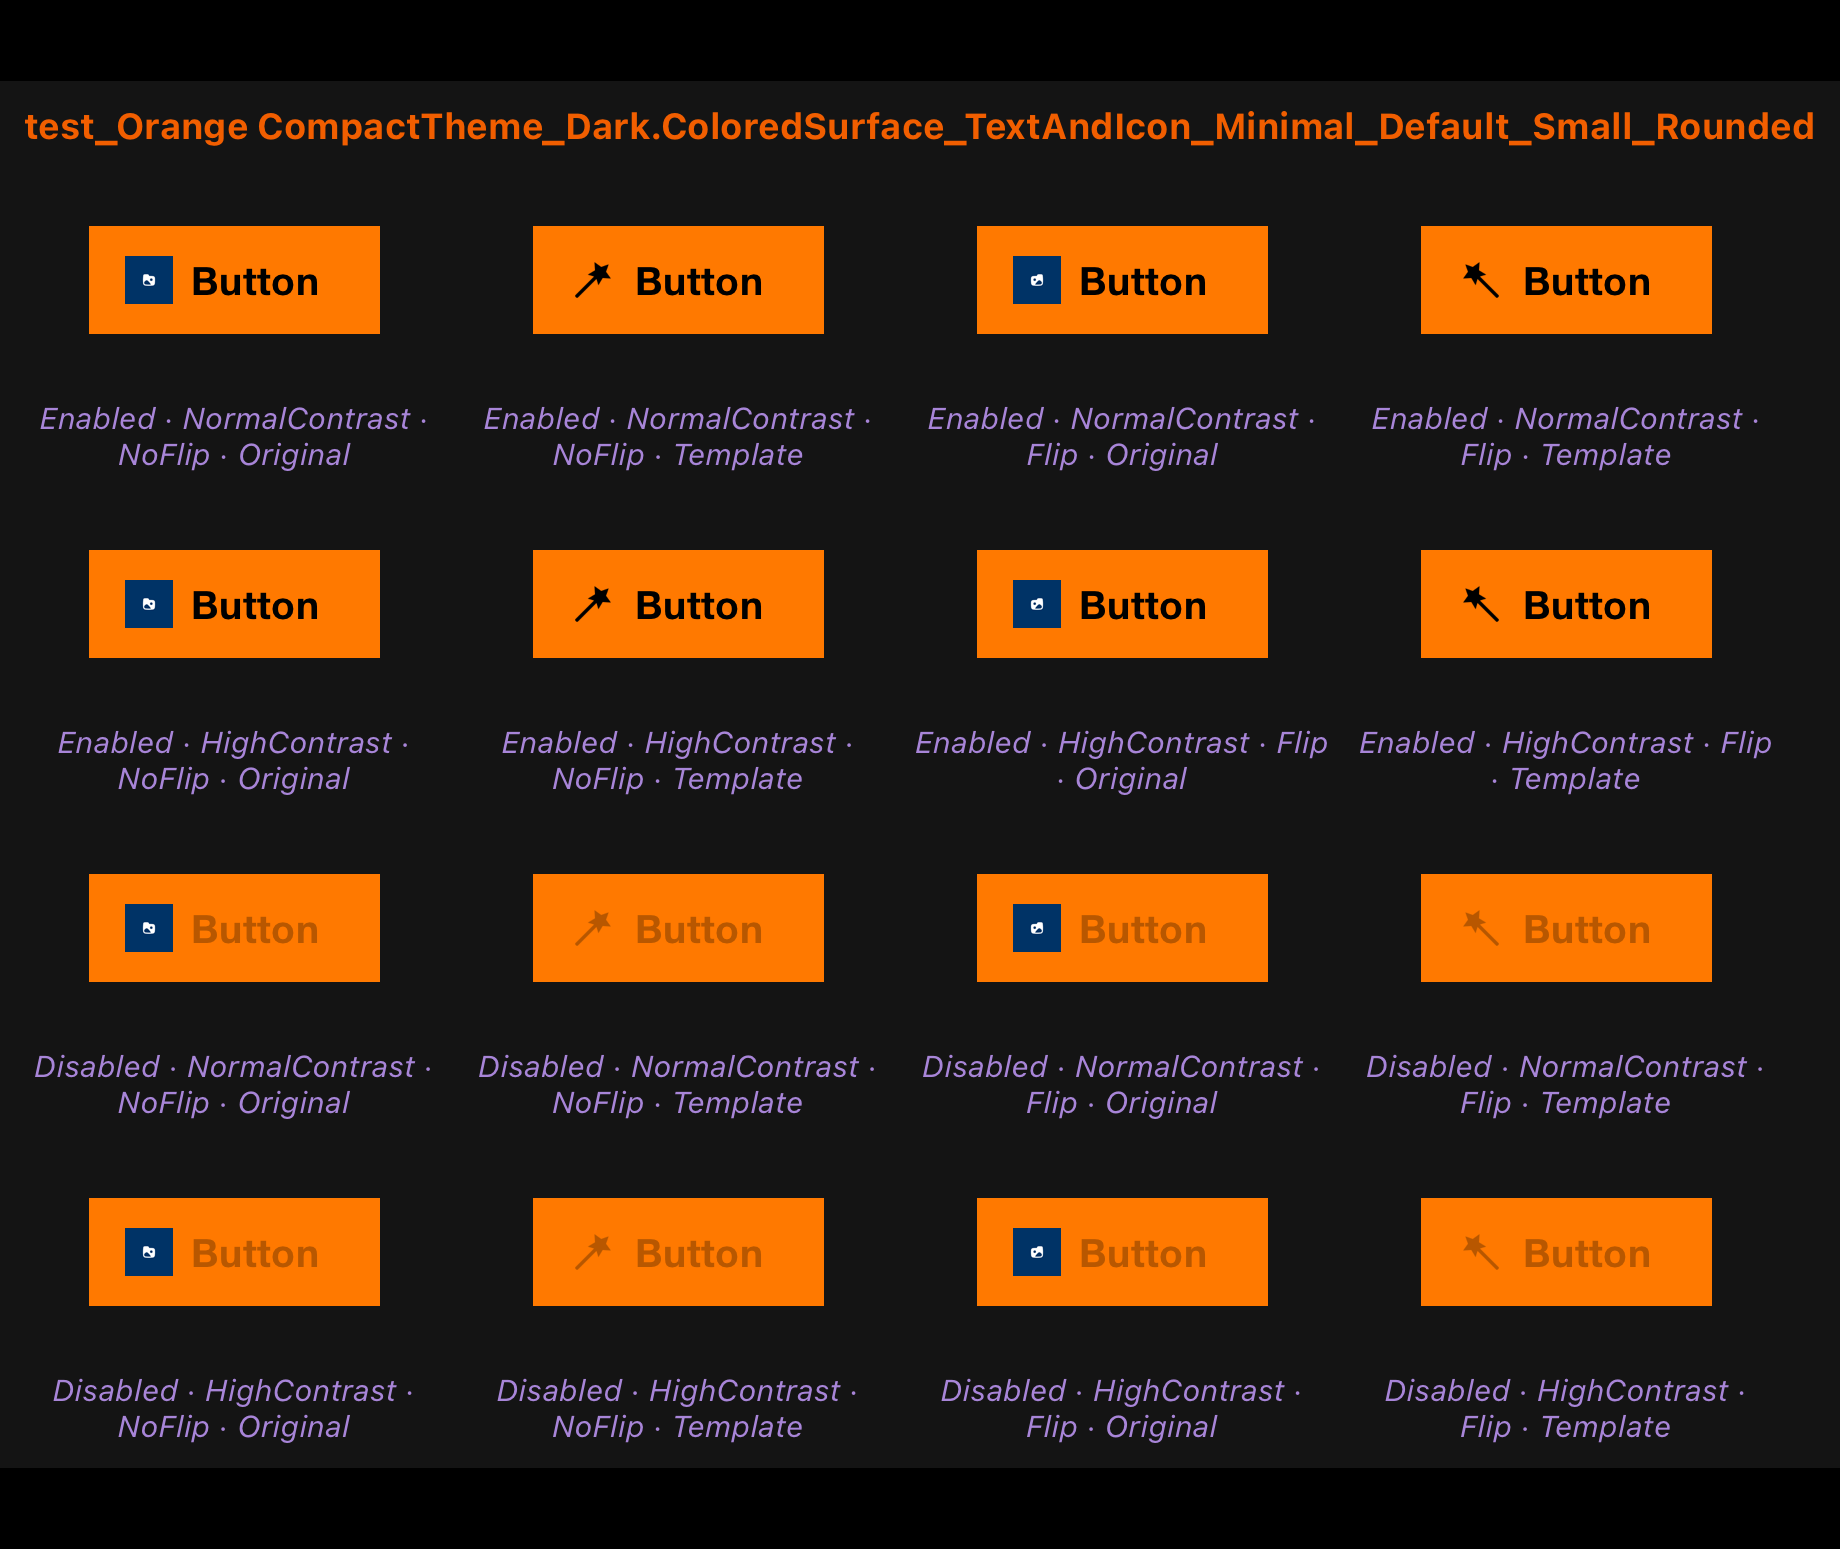 test_Orange CompactTheme_Dark.ColoredSurface_TextAndIcon_Minimal_Default_Small_Rounded
Button Button Button Button
Enabled · NormalContrast · Enabled · NormalContrast · Enabled · NormalContrast · Enabled · NormalContrast ·
NoFlip · Original NoFlip · Template Flip · Original Flip · Template
Button Button Button Button
Enabled · HighContrast · Enabled · HighContrast · Enabled · HighContrast · Flip Enabled · HighContrast · Flip
NoFlip · Original NoFlip · Template · Original · Template
Button Button Button Button
Disabled · NormalContrast · Disabled · NormalContrast · Disabled · NormalContrast · Disabled · NormalContrast ·
NoFlip · Original NoFlip · Template Flip · Original Flip · Template
Button Button Button Button
Disabled · HighContrast · Disabled · HighContrast · Disabled · HighContrast · Disabled · HighContrast ·
NoFlip · Original NoFlip · Template Flip · Original Flip · Template